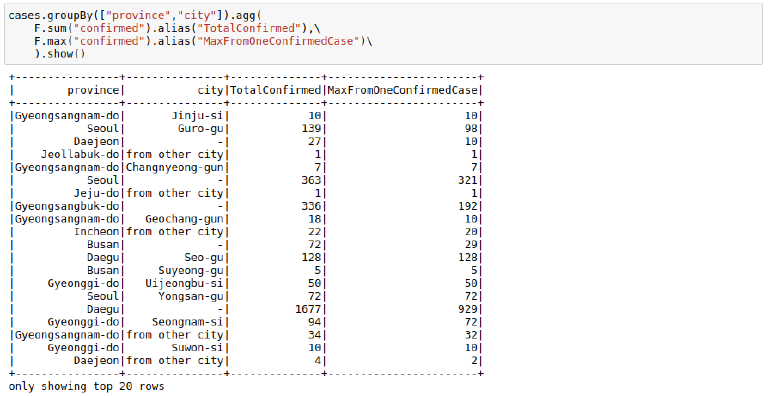 cases.groupBy(["province","city"]).agg(
    F.sum("confirmed").alias("TotalConfirmed"),\
    F.max("confirmed").alias("MaxFromOneConfirmedCase")\
    ).show()
+----------------+---------------+--------------+-----------------------+
|        province|           city|TotalConfirmed|MaxFromOneConfirmedCase|
+----------------+---------------+--------------+-----------------------+
|Gyeongsangnam-do|       Jinju-si|            10|                     10|
|           Seoul|        Guro-gu|           139|                     98|
|         Daejeon|              -|            27|                     10|
|    Jeollabuk-do|from other city|             1|                      1|
|Gyeongsangnam-do|Changnyeong-gun|             7|                      7|
|           Seoul|              -|           363|                    321|
|         Jeju-do|from other city|             1|                      1|
|Gyeongsangbuk-do|              -|           336|                    192|
|Gyeongsangnam-do|   Geochang-gun|            18|                     10|
|         Incheon|from other city|            22|                     20|
|           Busan|              -|            72|                     29|
|           Daegu|         Seo-gu|           128|                    128|
|           Busan|     Suyeong-gu|             5|                      5|
|     Gyeonggi-do|   Uijeongbu-si|            50|                     50|
|           Seoul|     Yongsan-gu|            72|                     72|
|           Daegu|              -|          1677|                    929|
|     Gyeonggi-do|    Seongnam-si|            94|                     72|
|Gyeongsangnam-do|from other city|            34|                     32|
|     Gyeonggi-do|       Suwon-si|            10|                     10|
|         Daejeon|from other city|             4|                      2|
+----------------+---------------+--------------+-----------------------+
only showing top 20 rows